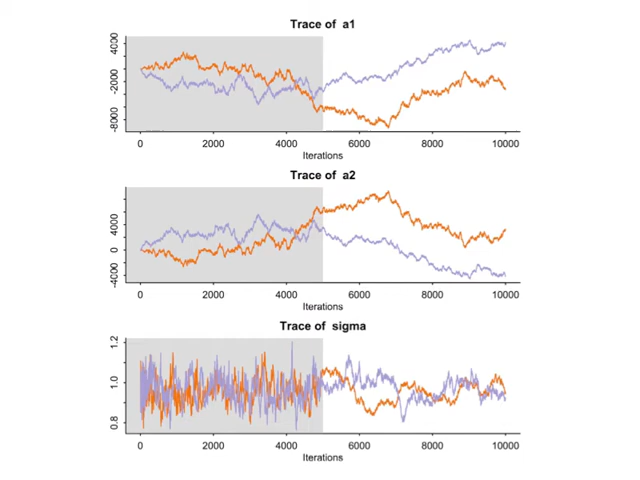 Trace of a1
4000
-2000
-8000
0 2000 4000 6000 8000 10000
Iterations
Trace of a2
4000
0
-4000
0 2000 4000 6000 8000 10000
Iterations
Trace of sigma
1.2
1.0
0.8
0 2000 4000 6000 8000 10000
Iterations